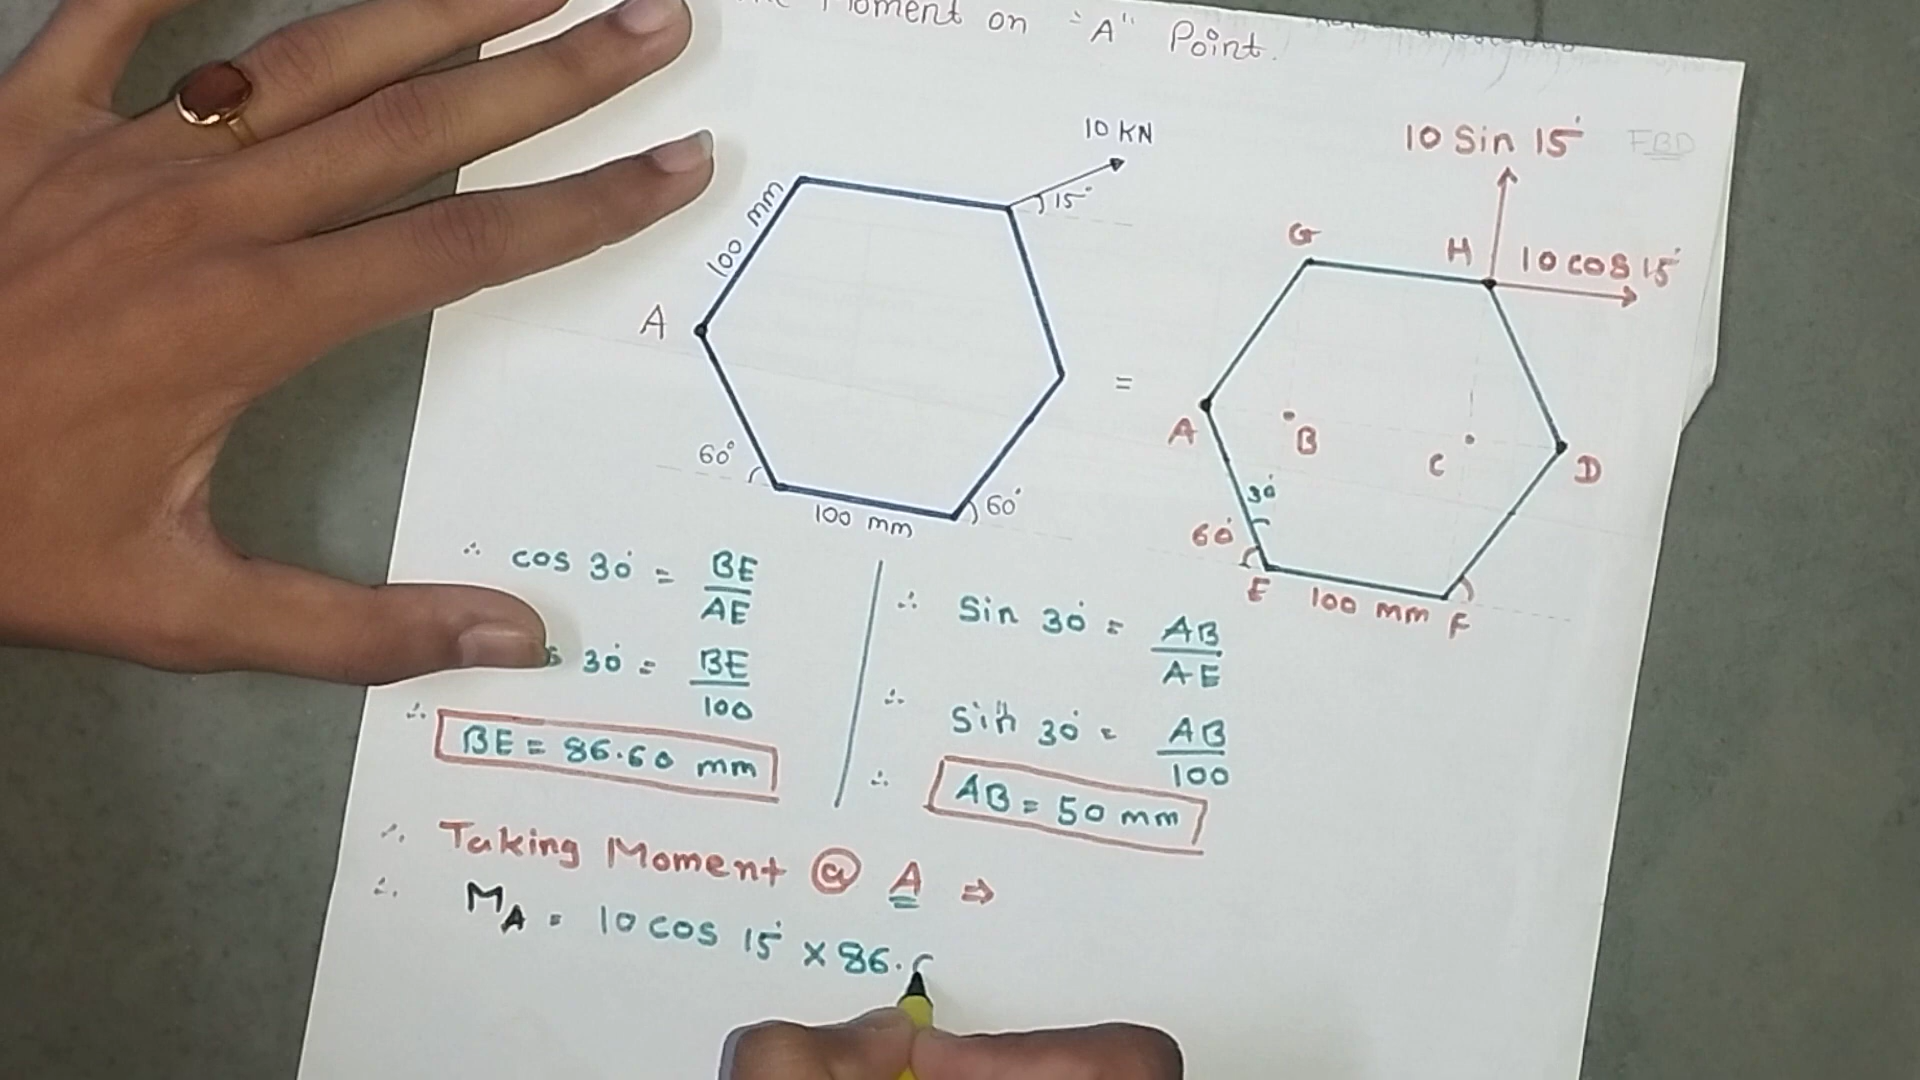 Moment on "A" Point.
10 KN
15°
100 mm
A
60°
60°
100 mm
=
10 Sin 15°
FBD
G
H
10 cos 15°
A
B
C
D
30°
60°
E
100 mm
F
∴ cos 30° = BE / AE
30° = BE / 100
∴ BE = 86.60 mm
∴ Sin 30° = AB / AE
∴ Sin 30° = AB / 100
∴ AB = 50 mm
∴ Taking Moment @ A ⇒
∴ MA = 10 cos 15° × 86.